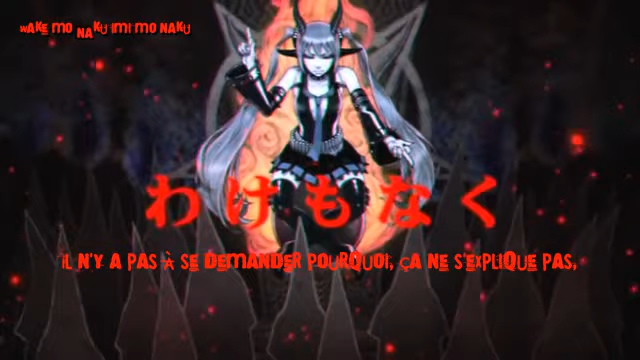 WAKE MO NAKU IMI MO NAKU
わけもなく
IL N'Y A PAS À SE DEMANDER POURQUOI, ÇA NE S'EXPLIQUE PAS,